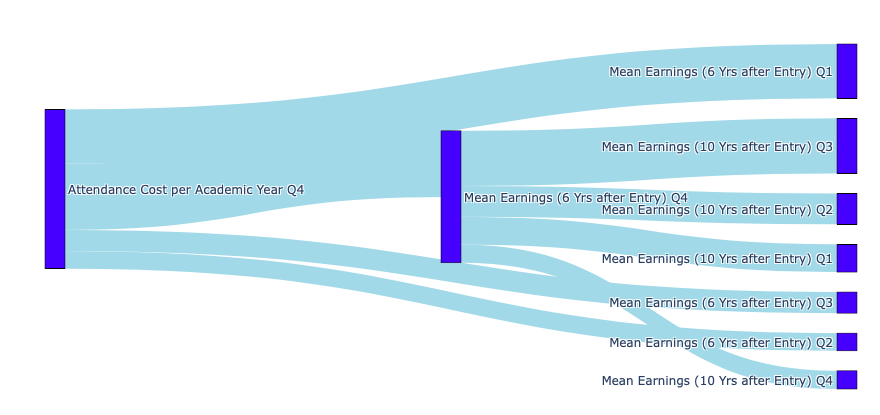 Mean Earnings (6 Yrs after Entry) Q1
Mean Earnings (10 Yrs after Entry) Q3
Attendance Cost per Academic Year Q4
Mean Earnings (6 Yrs after Entry) Q4
Mean Earnings (10 Yrs after Entry) Q2
Mean Earnings (10 Yrs after Entry) Q1
Mean Earnings (6 Yrs after Entry) Q3
Mean Earnings (6 Yrs after Entry) Q2
Mean Earnings (10 Yrs after Entry) Q4